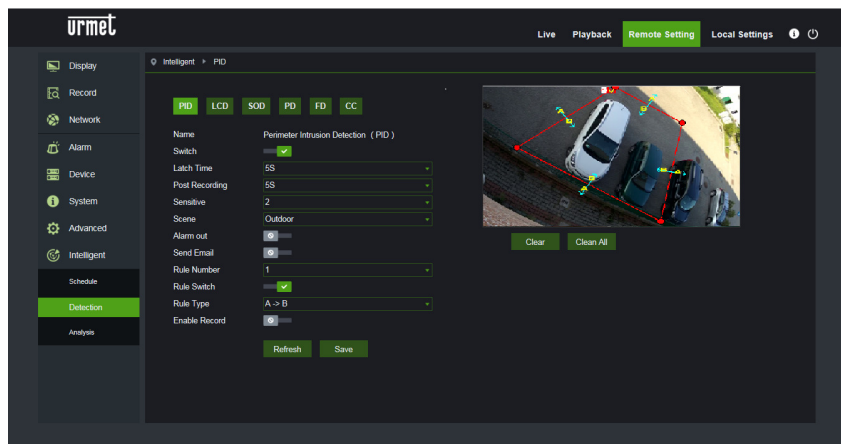 urmet
Live Playback Remote Setting Local Settings
Display
Record
Network
Alarm
Device
System
Advanced
Intelligent
Schedule
Detection
Analysis
Intelligent PID
PID LCD SOD PD FD CC
Name Perimeter Intrusion Detection ( PID )
Switch
Latch Time 5S
Post Recording 5S
Sensitive 2
Scene Outdoor
Alarm out
Send Email
Rule Number 1
Rule Switch
Rule Type A -> B
Enable Record
Refresh Save
Clear Clean All